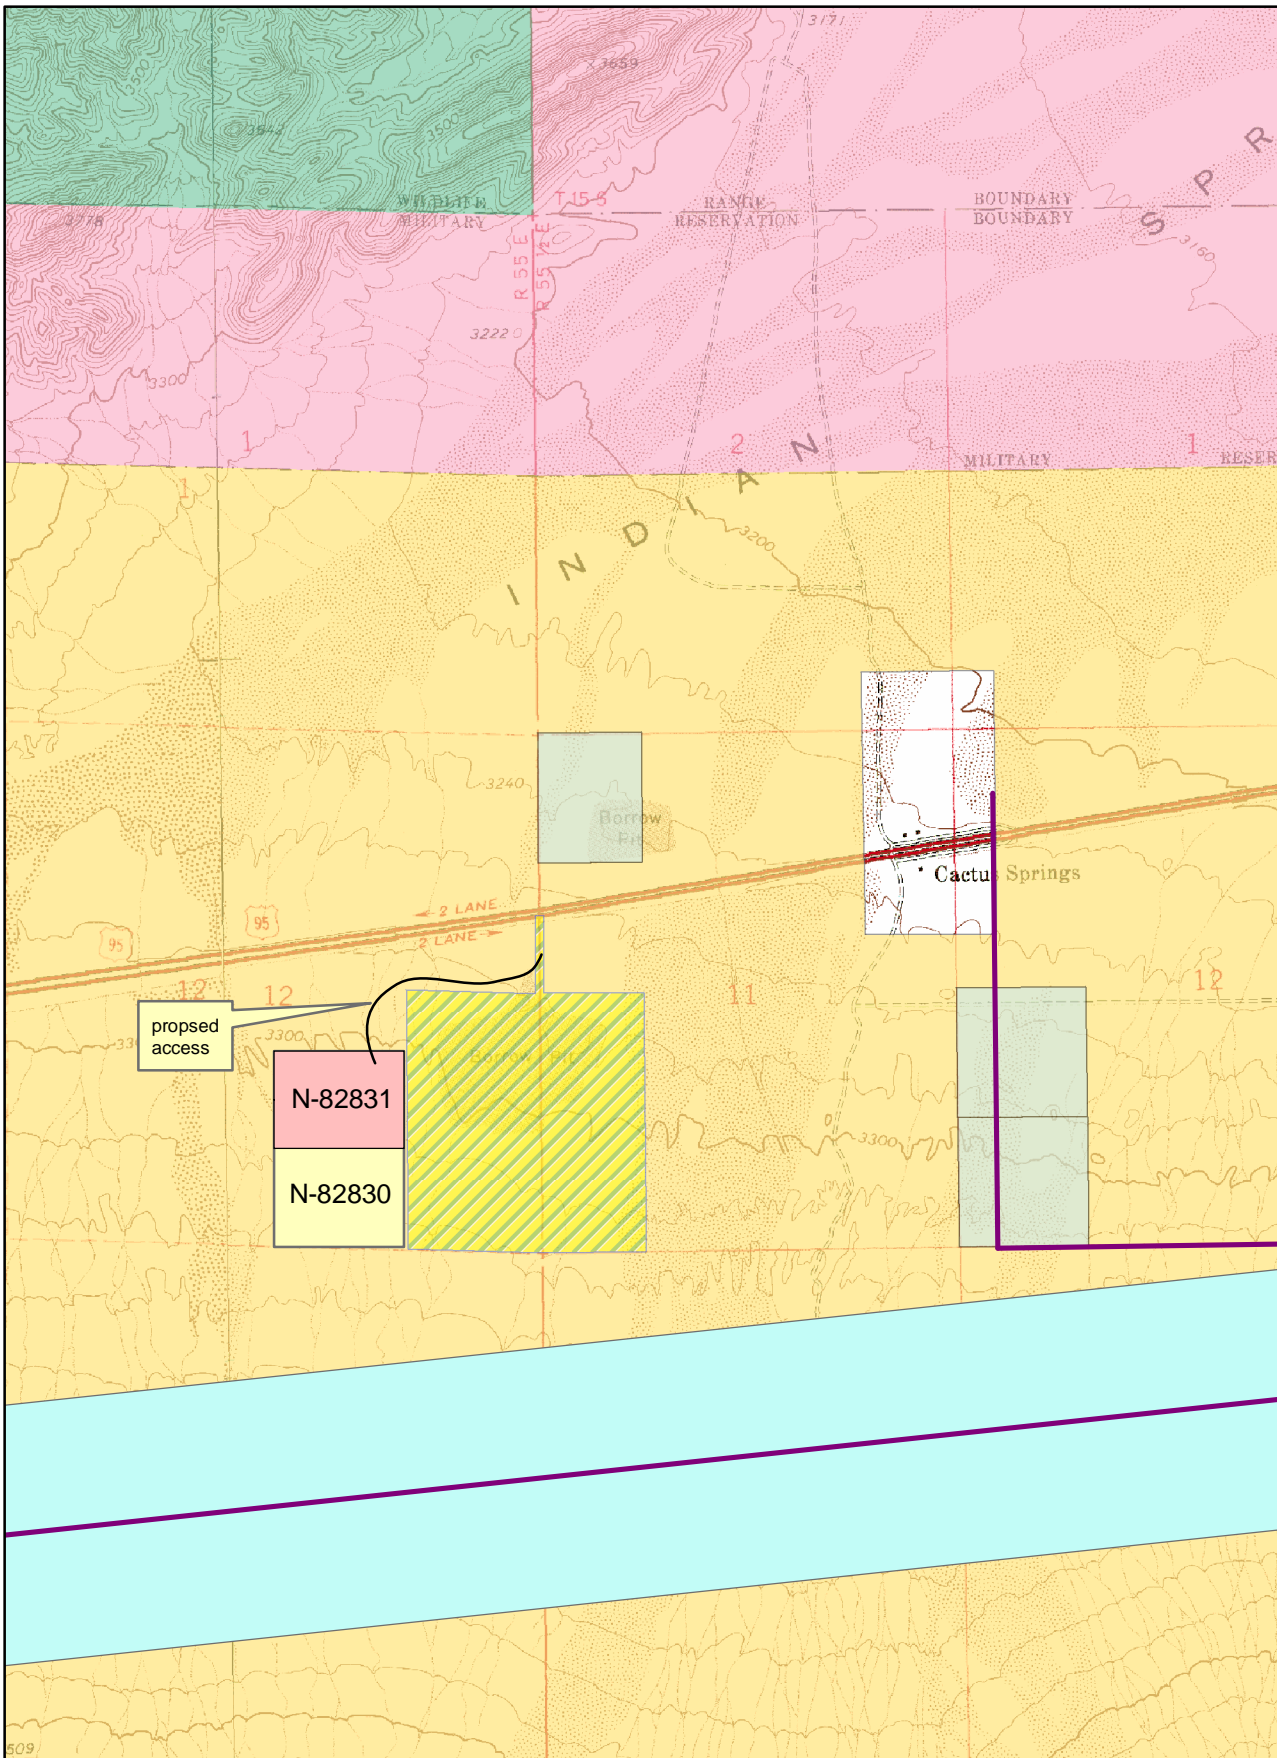 3171
3659
3500
3542
3500
R
P
S
WILDLIFE
MILITARY
T 15 S
RANGE
RESERVATION
BOUNDARY
BOUNDARY
3778
R 55 E
R 55 1/2 E
3160
3222
3300
1
2
1
MILITARY
RESER
1
I N D I A N
3200
3240
Borrow
Pit
Cactus Springs
95
95
2 LANE
2 LANE
12
12
11
12
propsed
access
330
3300
Borrow Pit
N-82831
3300
N-82830
509